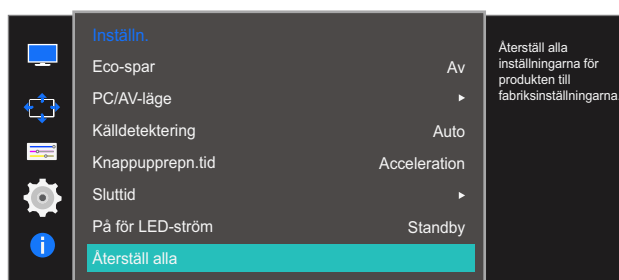 Inställn.
Eco-spar Av
PC/AV-läge
Källdetektering Auto
Knappupprepn.tid Acceleration
Sluttid
På för LED-ström Standby
Återställ alla
Återställ alla
inställningarna för
produkten till
fabriksinställningarna.